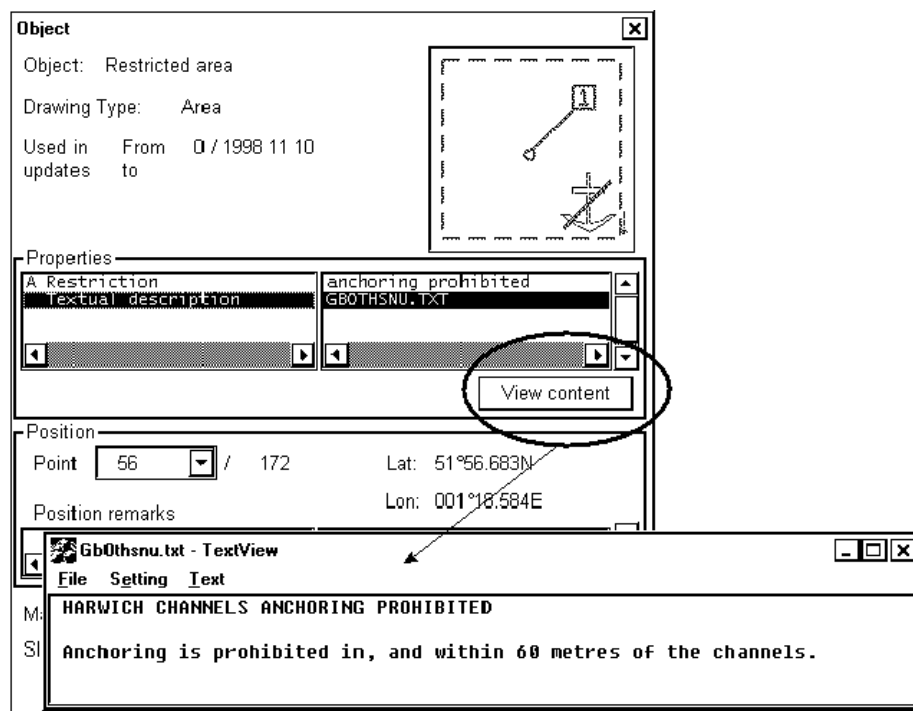 Object
Object: Restricted area
1
Drawing Type: Area
Used in From 0 / 1998 11 10
updates to
Properties
A Restriction anchoring prohibited
Textual description GB0THSNU.TXT
View content
Position
Point 56 / 172 Lat: 51°56.683N
Lon: 001°18.584E
Position remarks
Gb0thsnu.txt - TextView
File Setting Text
HARWICH CHANNELS ANCHORING PROHIBITED
Anchoring is prohibited in, and within 60 metres of the channels.